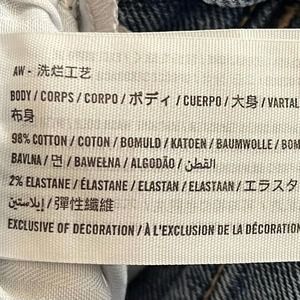 AW - 洗烂工艺
BODY / CORPS / CORPO / ボディ / CUERPO / 大身 / VARTAL
布身
98% COTTON / COTON / BOMULD / KATOEN / BAUMWOLLE / BOM
BAVLNA / 면 / BAWEŁNA / ALGODÃO / القطن
2% ELASTANE / ÉLASTANE / ELASTAN / ELASTAAN / エラスタ
إيلاستين / 彈性纖維
EXCLUSIVE OF DECORATION / À L'EXCLUSION DE LA DÉCORATION